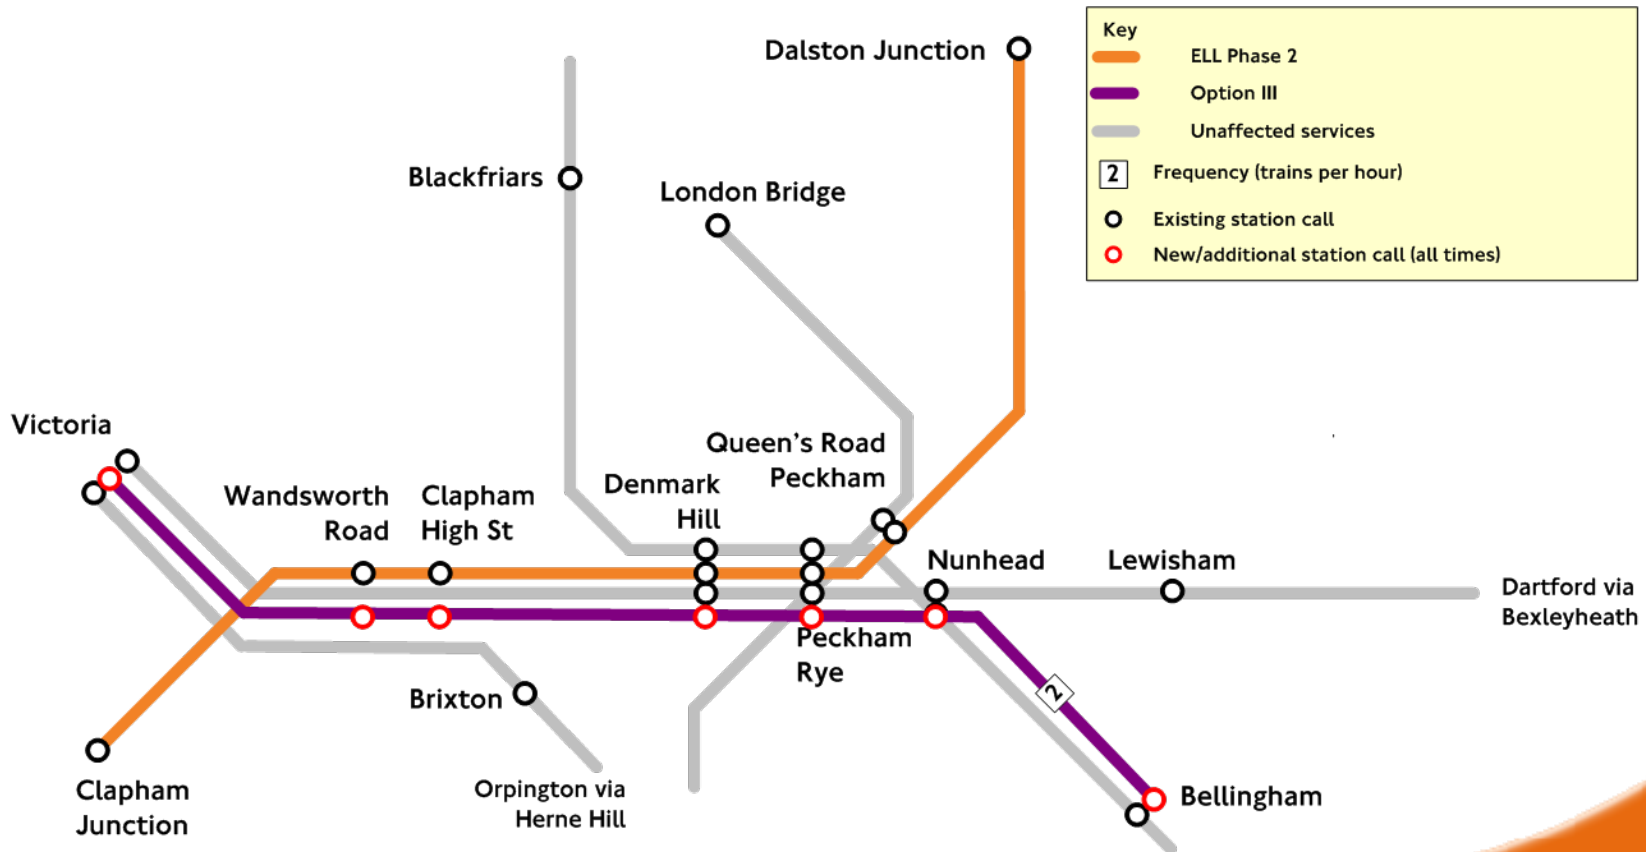 Dalston Junction
Key
ELL Phase 2
Option III
Unaffected services
2
Frequency (trains per hour)
Existing station call
New/additional station call (all times)
Blackfriars
London Bridge
Victoria
Queen's Road
Peckham
Denmark
Hill
Wandsworth
Road
Clapham
High St
Nunhead
Lewisham
Dartford via
Bexleyheath
Peckham
Rye
Brixton
2
Clapham
Junction
Orpington via
Herne Hill
Bellingham